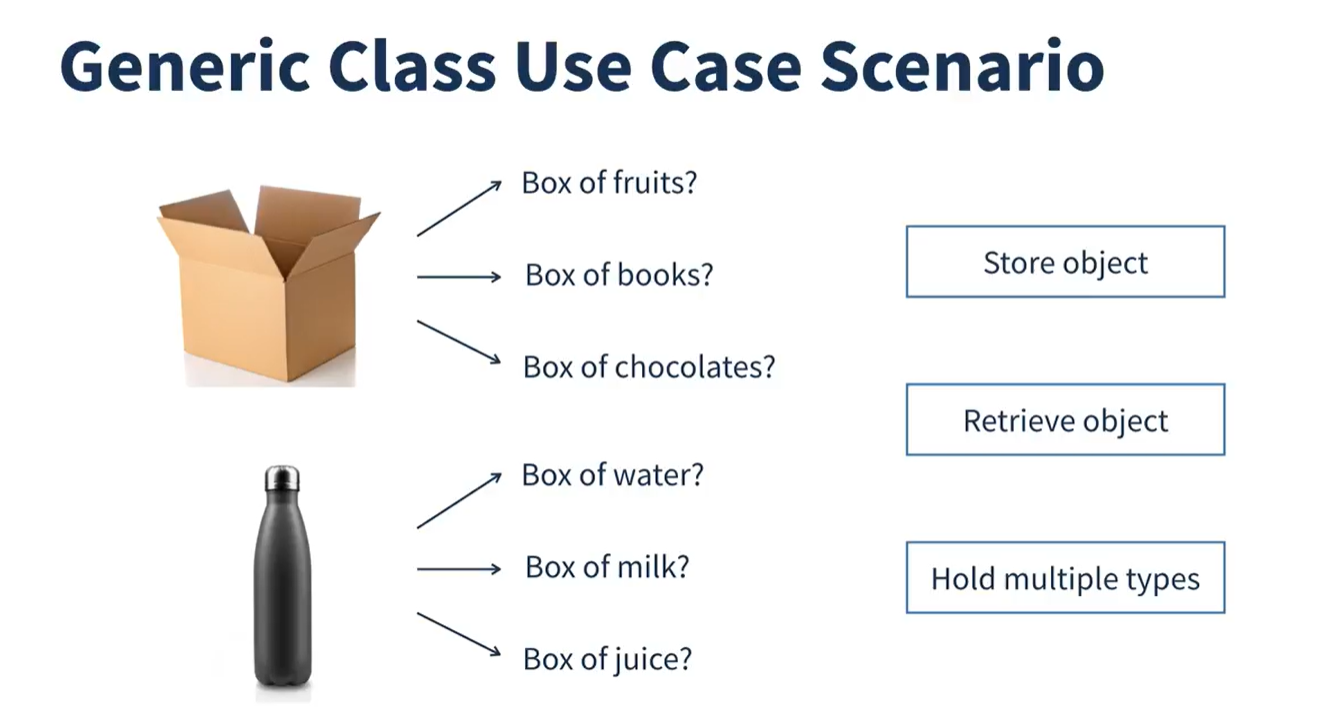 Generic Class Use Case Scenario
Box of fruits?
Box of books?
Box of chocolates?
Box of water?
Box of milk?
Box of juice?
Store object
Retrieve object
Hold multiple types